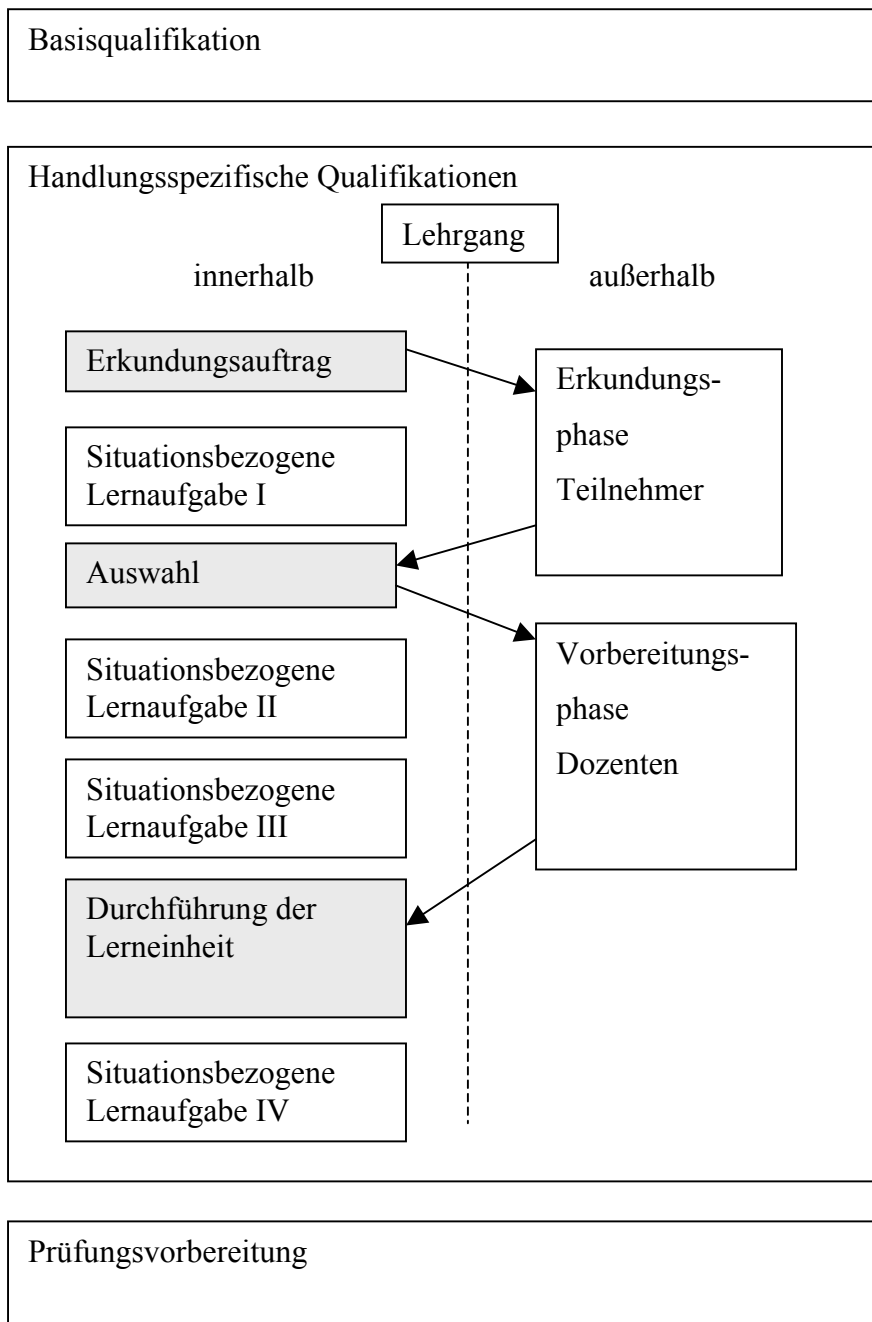 Basisqualifikation
Handlungsspezifische Qualifikationen
Lehrgang
innerhalb
außerhalb
Erkundungsauftrag
Erkundungs-
phase
Teilnehmer
Situationsbezogene
Lernaufgabe I
Auswahl
Situationsbezogene
Lernaufgabe II
Vorbereitungs-
phase
Dozenten
Situationsbezogene
Lernaufgabe III
Durchführung der
Lerneinheit
Situationsbezogene
Lernaufgabe IV
Prüfungsvorbereitung